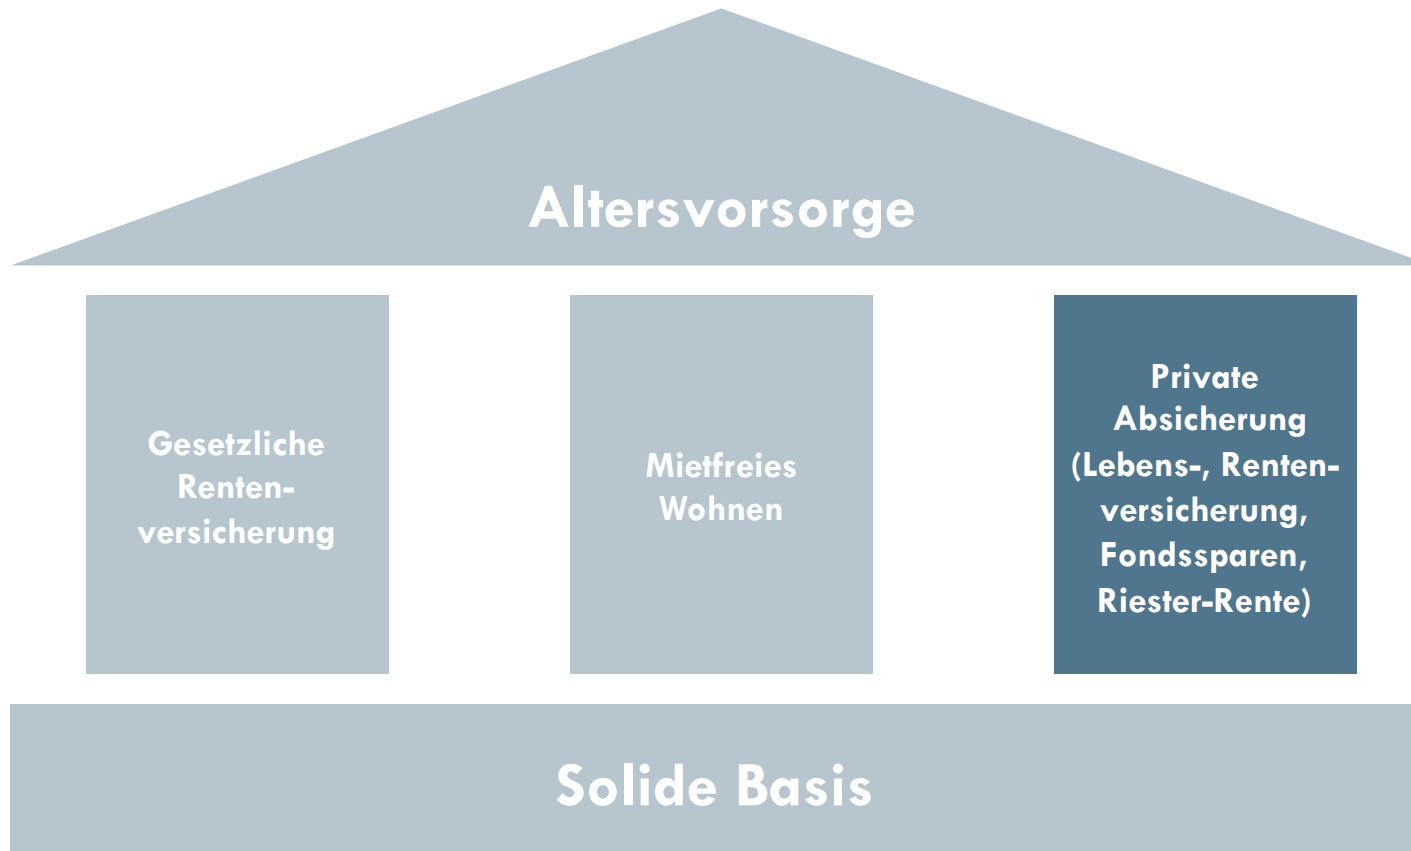 Altersvorsorge
Gesetzliche
Renten-
versicherung
Mietfreies
Wohnen
Private
Absicherung
(Lebens-, Renten-
versicherung,
Fondssparen,
Riester-Rente)
Solide Basis